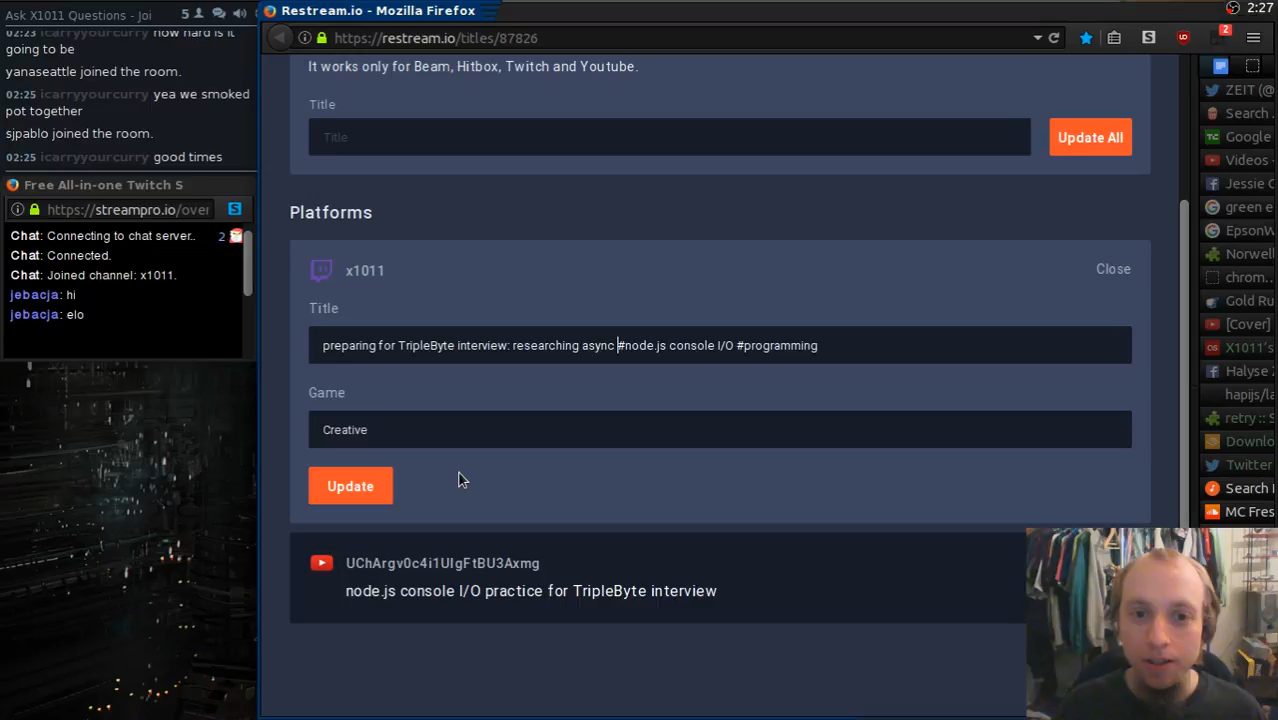 Ask X1011 Questions - Joi
5
Restream.io - Mozilla Firefox
2:27
02:23 icarryyourcurry how hard is it
going to be
yanaseattle joined the room.
02:25 icarryyourcurry yea we smoked
pot together
sjpablo joined the room.
02:25 icarryyourcurry good times
Free All-in-one Twitch S
https://streampro.io/over
S
Chat: Connecting to chat server..
2
Chat: Connected.
Chat: Joined channel: x1011.
jebacja: hi
jebacja: elo
https://restream.io/titles/87826
S
2
It works only for Beam, Hitbox, Twitch and Youtube.
Title
Title
Update All
Platforms
x1011
Close
Title
preparing for TripleByte interview: researching async #node.js console I/O #programming
Game
Creative
Update
UChArgv0c4i1UIgFtBU3Axmg
node.js console I/O practice for TripleByte interview
ZEIT (@
Search
Google
Videos -
Jessie C
green e
EpsonW
Norwell
chrom..
Gold Ru
[Cover]
X1011's
Halyse Z
hapijs/la
retry ::
Downlo
Twitter
Search
MC Fres